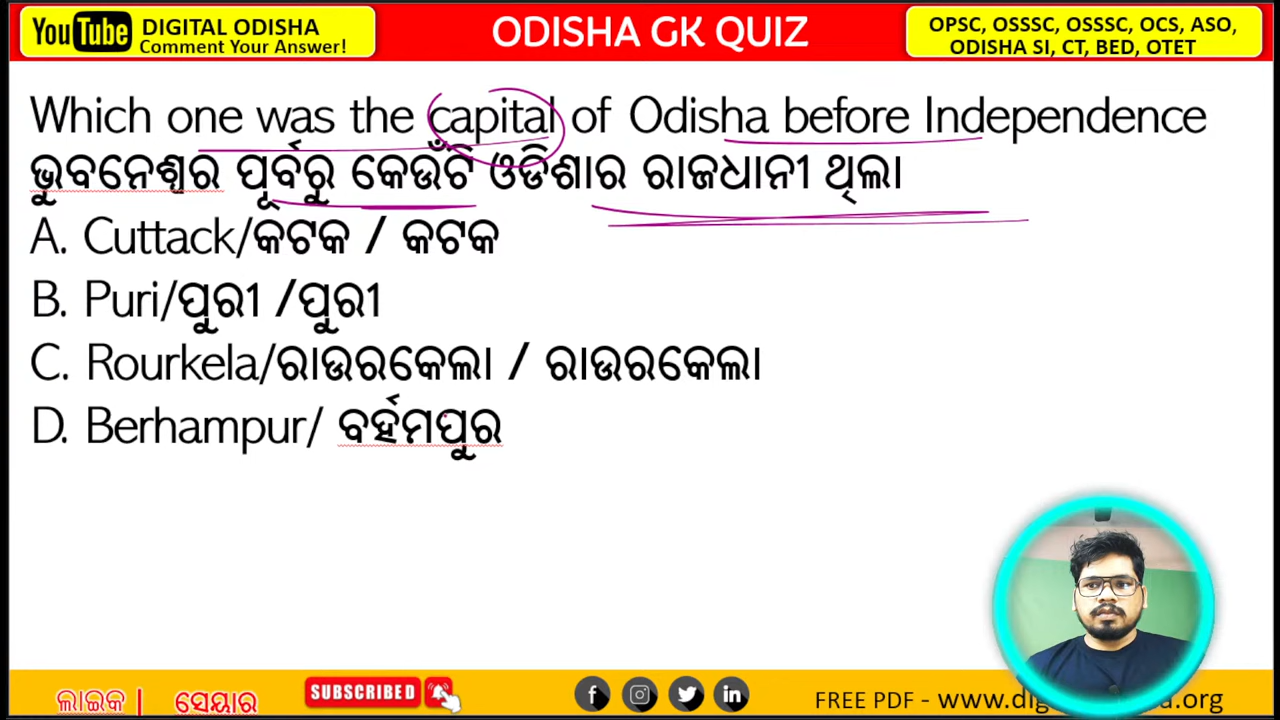 YouTube DIGITAL ODISHA
Comment Your Answer!
ODISHA GK QUIZ
OPSC, OSSSC, OSSSC, OCS, ASO,
ODISHA SI, CT, BED, OTET
Which one was the capital of Odisha before Independence
ଭୁବନେଶ୍ୱର ପୂର୍ବରୁ କେଉଁଟି ଓଡିଶାର ରାଜଧାନୀ ଥିଲା
A. Cuttack/କଟକ / କଟକ
B. Puri/ପୁରୀ /ପୁରୀ
C. Rourkela/ରାଉରକେଲା / ରାଉରକେଲା
D. Berhampur/ ବର୍ହମପୁର
ଲାଇକ | ସେୟାର
SUBSCRIBED
FREE PDF - www.dig
.org